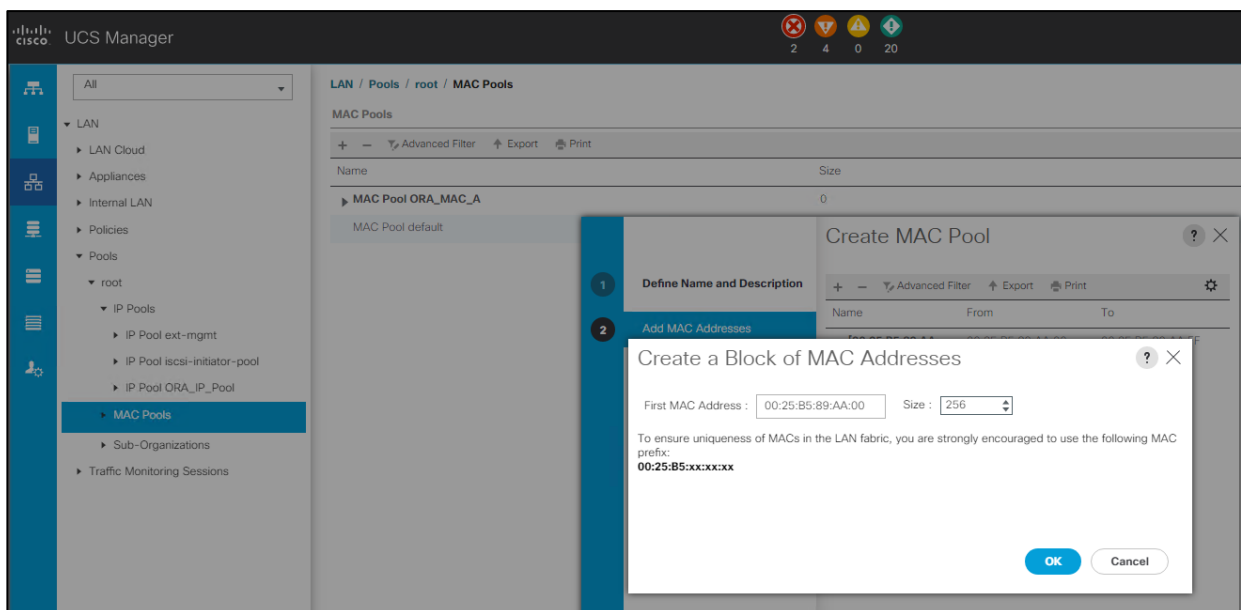 CISCO UCS Manager
2 4 0 20
All
LAN
LAN Cloud
Appliances
Internal LAN
Policies
Pools
root
IP Pools
IP Pool ext-mgmt
IP Pool iscsi-initiator-pool
IP Pool ORA_IP_Pool
MAC Pools
Sub-Organizations
Traffic Monitoring Sessions
LAN / Pools / root / MAC Pools
MAC Pools
+ − Advanced Filter Export Print
Name Size
MAC Pool ORA_MAC_A 0
MAC Pool default
Create MAC Pool ?
1 Define Name and Description
2 Add MAC Addresses
+ − Advanced Filter Export Print
Name From To
Create a Block of MAC Addresses ?
First MAC Address : 00:25:B5:89:AA:00 Size : 256
To ensure uniqueness of MACs in the LAN fabric, you are strongly encouraged to use the following MAC
prefix:
00:25:B5:xx:xx:xx
OK Cancel